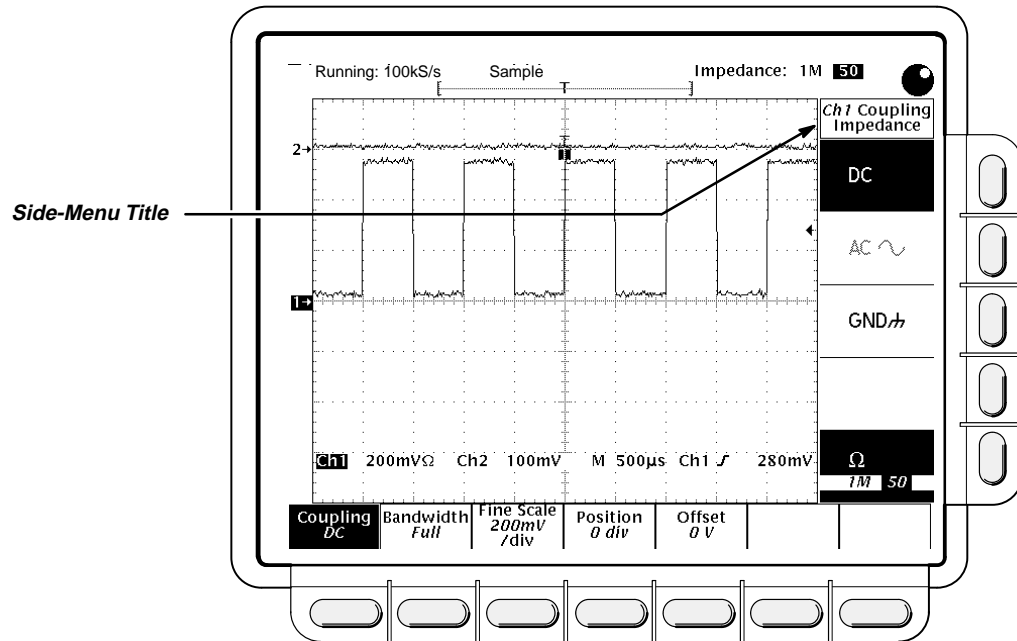 Running: 100kS/s Sample Impedance: 1M 50
T
Ch1 Coupling
Impedance
2→
DC
Side-Menu Title
AC
1→
GND
Ch1 200mVΩ Ch2 100mV M 500µs Ch1 280mV
Ω
1M 50
Coupling
DC
Bandwidth
Full
Fine Scale
200mV
/div
Position
0 div
Offset
0 V